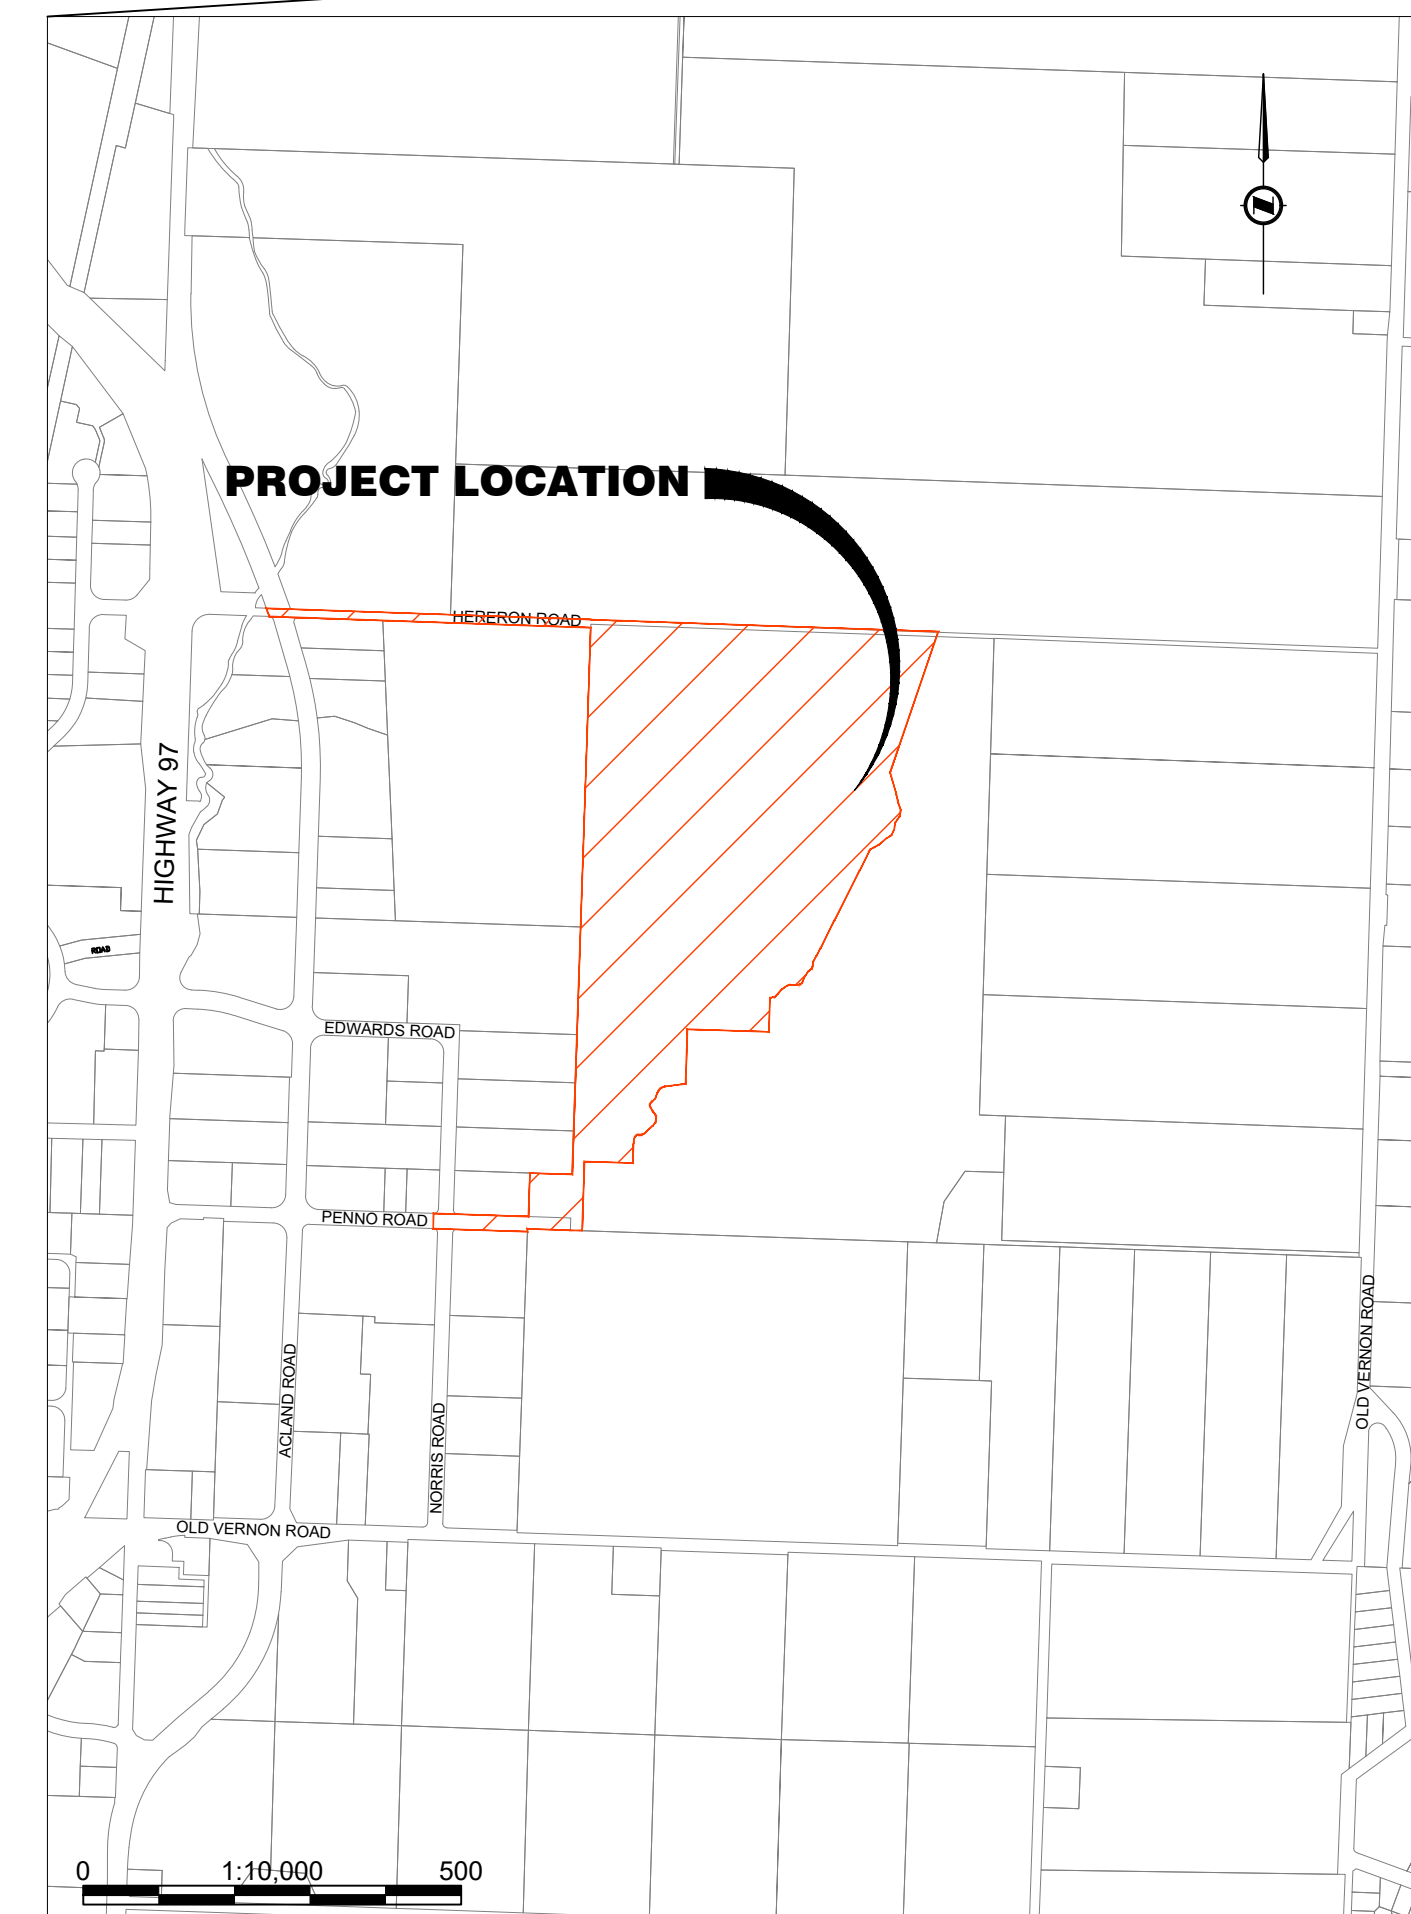 PROJECT LOCATION
HERERON ROAD
HIGHWAY 97
ROAD
EDWARDS ROAD
PENNO ROAD
ACLAND ROAD
NORRIS ROAD
OLD VERNON ROAD
OLD VERNON ROAD
0 1:10,000 500